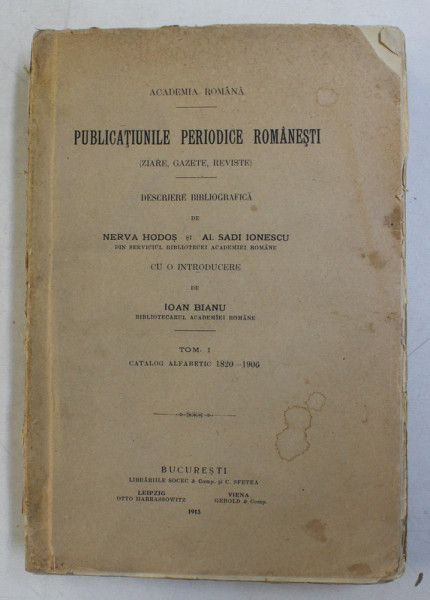 ACADEMIA ROMÂNĂ
PUBLICAȚIUNILE PERIODICE ROMÂNEȘTI
(ZIARE, GAZETE, REVISTE)
DESCRIERE BIBLIOGRAFICĂ
DE
NERVA HODOȘ și AL. SADI IONESCU
DIN SERVICIUL BIBLIOTECEI ACADEMIEI ROMÂNE
CU O INTRODUCERE
DE
IOAN BIANU
BIBLIOTECARUL ACADEMIEI ROMÂNE
TOM. I
CATALOG ALFABETIC 1820—1906
BUCUREȘTI
LIBRĂRIILE SOCEC & Comp. și C. SFETEA
LEIPZIG VIENA
OTTO HARRASSOWITZ GEROLD & Comp.
1913